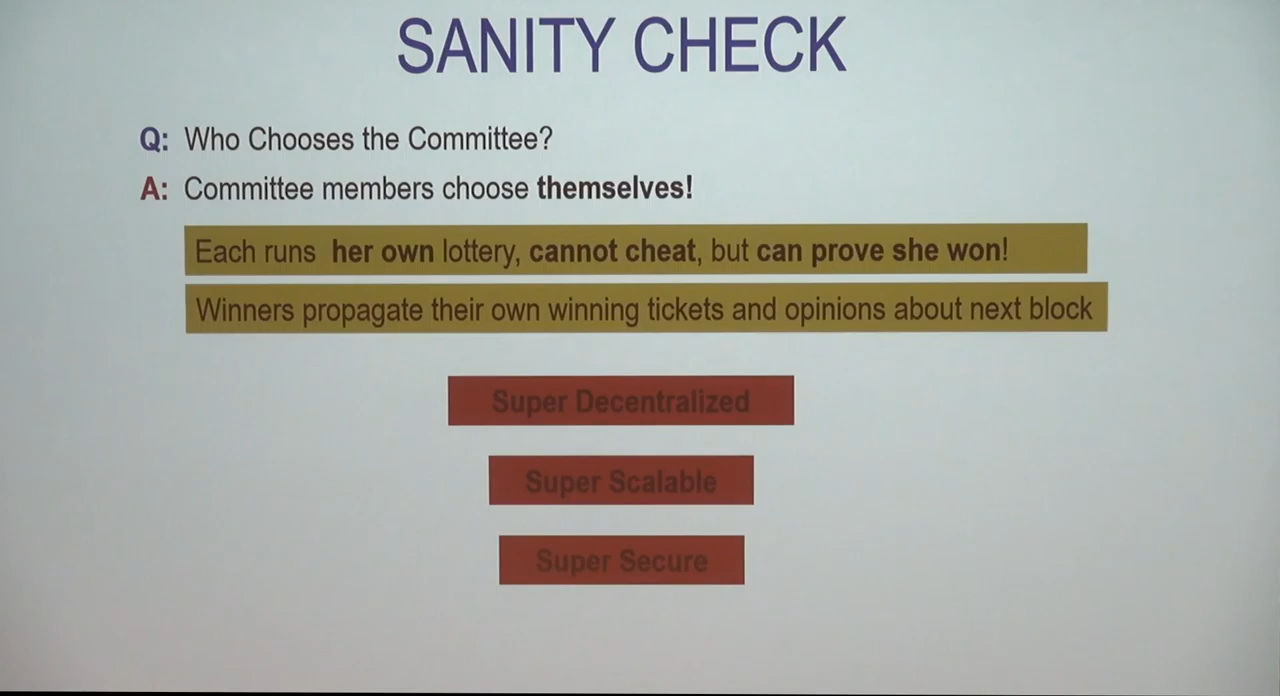 SANITY CHECK
Q: Who Chooses the Committee?
A: Committee members choose themselves!
Each runs her own lottery, cannot cheat, but can prove she won!
Winners propagate their own winning tickets and opinions about next block
Super Decentralized
Super Scalable
Super Secure